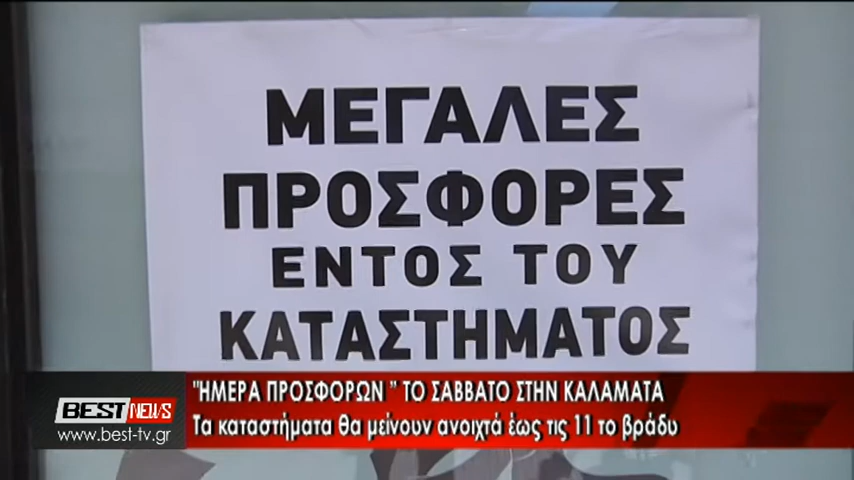 ΜΕΓΑΛΕΣ
ΠΡΟΣΦΟΡΕΣ
ΕΝΤΟΣ ΤΟΥ
ΚΑΤΑΣΤΗΜΑΤΟΣ
"ΗΜΕΡΑ ΠΡΟΣΦΟΡΩΝ ” ΤΟ ΣΑΒΒΑΤΟ ΣΤΗΝ ΚΑΛΑΜΑΤΑ
BEST NEWS
Τα καταστήματα θα μείνουν ανοιχτά έως τις 11 το βράδυ
www.best-tv.gr